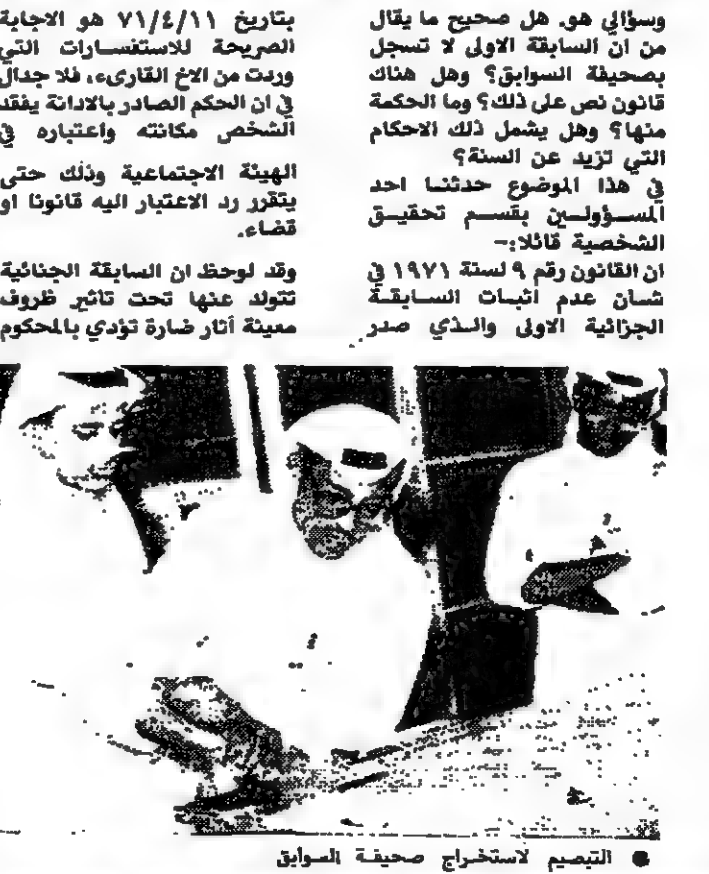 وسؤالي هو. هل صحيح ما يقال
من ان السابقة الاولى لا تسجل
بصحيفة السوابق؟ وهل هناك
قانون نص على ذلك؟ وما الحكمة
منها؟ وهل يشمل ذلك الاحكام
التي تزيد عن السنة؟
في هذا الموضوع حدثنا احد
المسؤولين بقسم تحقيق
الشخصية قائلا:-
ان القانون رقم ٩ لسنة ١٩٧١ في
شان عدم اثبات السابقة
الجزائية الاولى والذي صدر
بتاريخ ٧١/٤/١١ هو الاجابة
الصريحة للاستفسارات التي
وردت من الاخ القارىء، فلا جدال
في ان الحكم الصادر بالادانة يفقد
الشخص مكانته واعتباره في
الهيئة الاجتماعية وذلك حتى
يتقرر رد الاعتبار اليه قانونا او
قضاء.
وقد لوحظ ان السابقة الجنائية
تتولد عنها تحت تاثير ظروف
معينة أثار ضارة تؤدي بالمحكوم
● التبصيم لاستخراج صحيفة السوابق